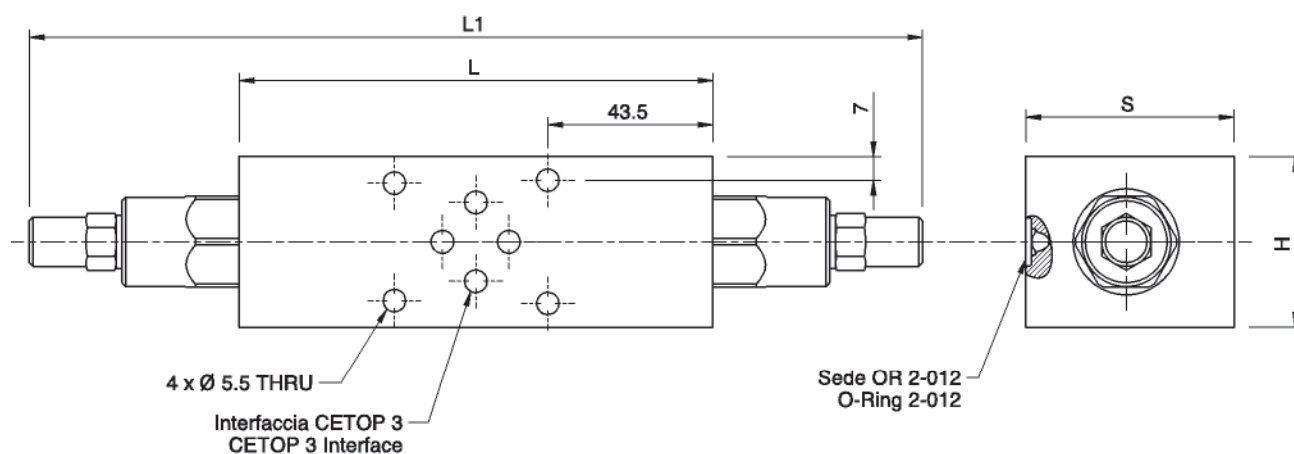 L1
L
43.5
7
S
H
4 x Ø 5.5 THRU
Interfaccia CETOP 3
CETOP 3 Interface
Sede OR 2-012
O-Ring 2-012